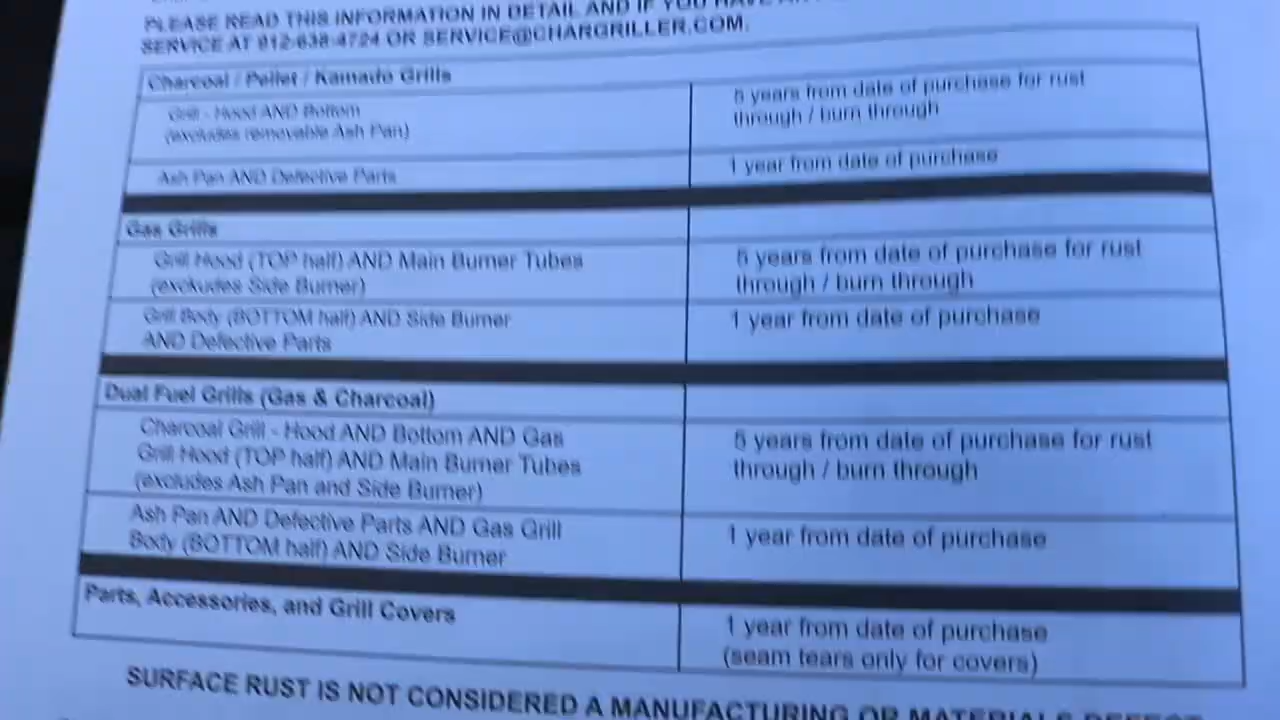 PLEASE READ THIS INFORMATION IN DETAIL AND IF YOU HAVE
SERVICE AT 912-638-4724 OR SERVICE@CHARGRILLER.COM.
Charcoal / Pellet / Kamado Grills
Grill - Hood AND Bottom
(excludes removable Ash Pan)
5 years from date of purchase for rust
through / burn through
Ash Pan AND Defective Parts
1 year from date of purchase
Gas Grills
Grill Hood (TOP half) AND Main Burner Tubes
(exckudes Side Burner)
5 years from date of purchase for rust
through / burn through
Grill Body (BOTTOM half) AND Side Burner
AND Defective Parts
1 year from date of purchase
Dual Fuel Grills (Gas & Charcoal)
Charcoal Grill - Hood AND Bottom AND Gas
Grill Hood (TOP half) AND Main Burner Tubes
(excludes Ash Pan and Side Burner)
5 years from date of purchase for rust
through / burn through
Ash Pan AND Defective Parts AND Gas Grill
Body (BOTTOM half) AND Side Burner
1 year from date of purchase
Parts, Accessories, and Grill Covers
1 year from date of purchase
(seam tears only for covers)
SURFACE RUST IS NOT CONSIDERED A MANUFACTURING OR MATERIALS DEFECT